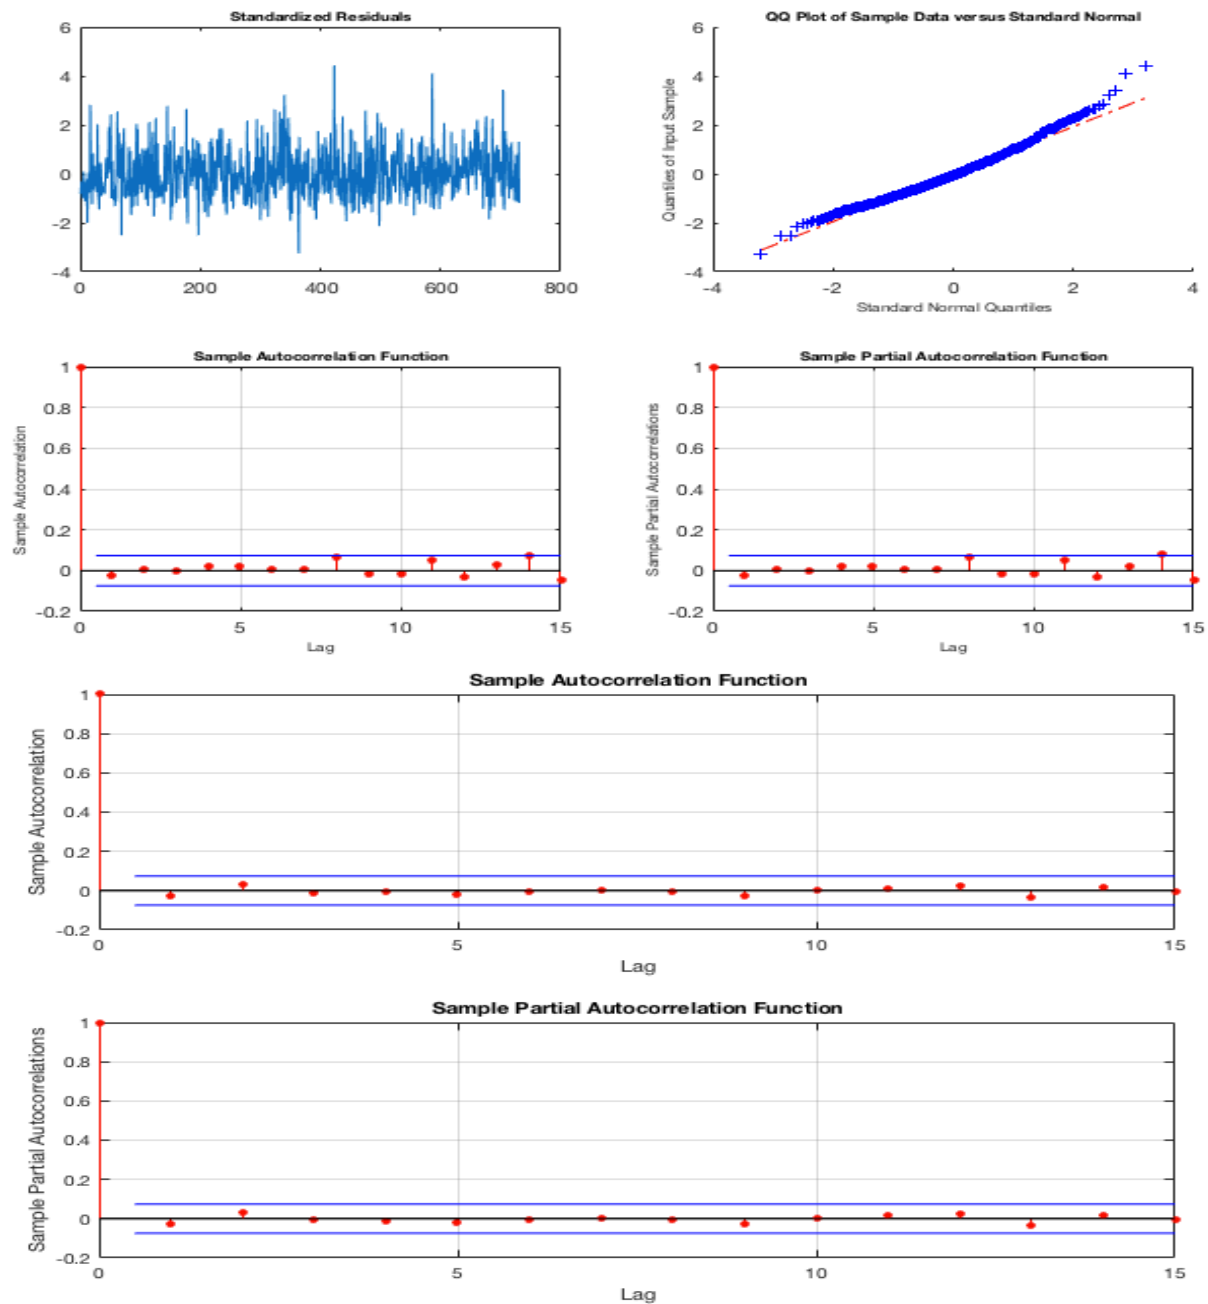 Standardized Residuals
6
4
2
0
-2
-4
0 200 400 600 800
QQ Plot of Sample Data versus Standard Normal
Quantiles of Input Sample
6
4
2
0
-2
-4
-4 -2 0 2 4
Standard Normal Quantiles
Sample Autocorrelation Function
Sample Autocorrelation
1
0.8
0.6
0.4
0.2
0
-0.2
0 5 10 15
Lag
Sample Partial Autocorrelation Function
Sample Partial Autocorrelations
1
0.8
0.6
0.4
0.2
0
-0.2
0 5 10 15
Lag
Sample Autocorrelation Function
Sample Autocorrelation
1
0.8
0.6
0.4
0.2
0
-0.2
0 5 10 15
Lag
Sample Partial Autocorrelation Function
Sample Partial Autocorrelations
1
0.8
0.6
0.4
0.2
0
-0.2
0 5 10 15
Lag